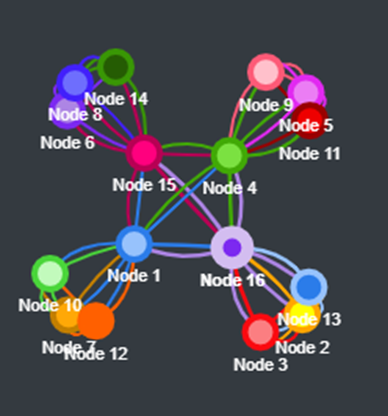 Node 14
Node 9
Node 8
Node 5
Node 6
Node 11
Node 15
Node 4
Node 1
Node 16
Node 10
Node 13
Node 7
Node 12
Node 2
Node 3